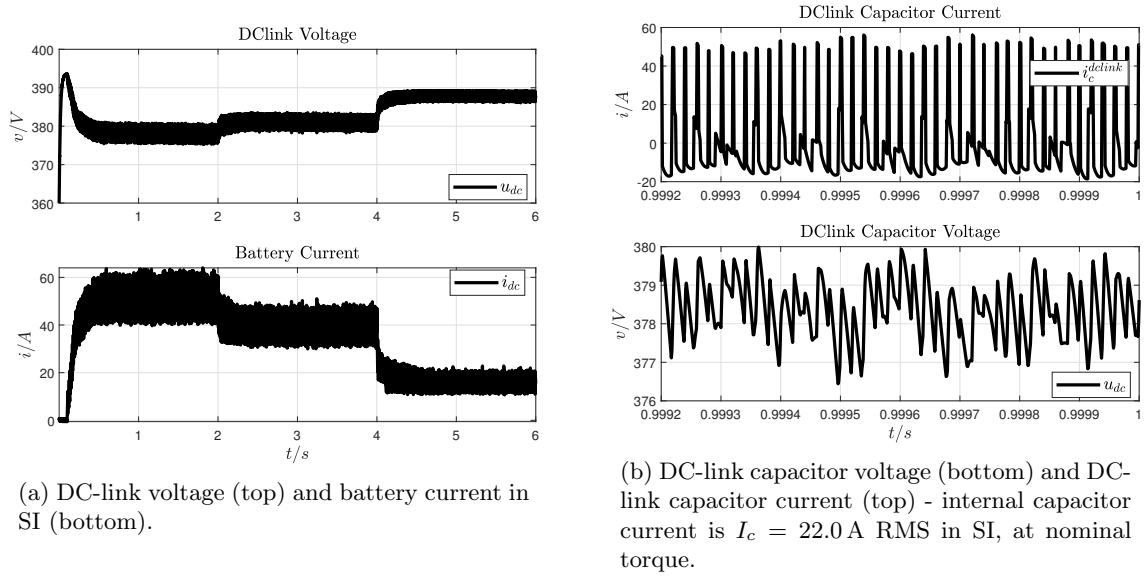 DClink Voltage
400
390
380
370
360
v/V
u_dc
1 2 3 4 5 6
Battery Current
60
40
20
0
i/A
i_dc
1 2 3 4 5 6
t/s
(a) DC-link voltage (top) and battery current in
SI (bottom).
DClink Capacitor Current
60
40
20
0
-20
i/A
i_c^dclink
0.9992 0.9993 0.9994 0.9995 0.9996 0.9997 0.9998 0.9999 1
DClink Capacitor Voltage
380
379
378
377
376
v/V
u_dc
0.9992 0.9993 0.9994 0.9995 0.9996 0.9997 0.9998 0.9999 1
t/s
(b) DC-link capacitor voltage (bottom) and DC-
link capacitor current (top) - internal capacitor
current is I_c = 22.0 A RMS in SI, at nominal
torque.